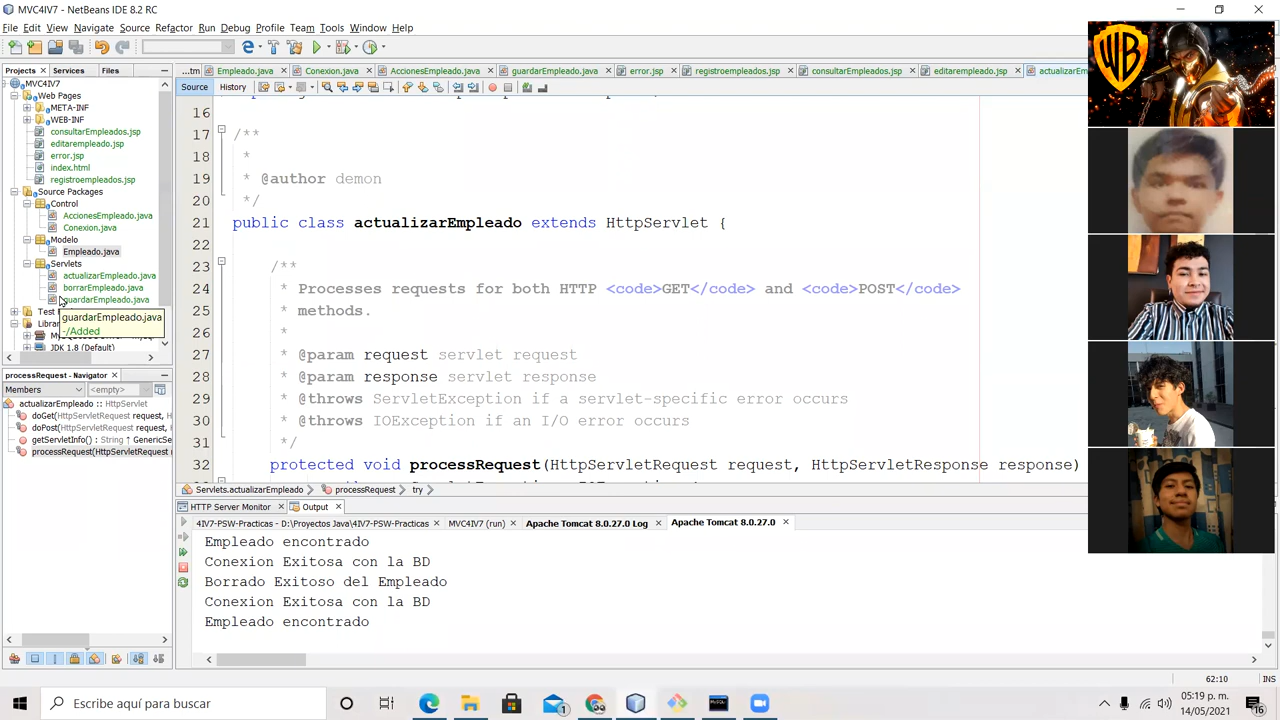 MVC4IV7 - NetBeans IDE 8.2 RC
File Edit View Navigate Source Refactor Run Debug Profile Team Tools Window Help
Projects Services Files
...tm Empleado.java Conexion.java AccionesEmpleado.java guardarEmpleado.java error.jsp registroempleados.jsp consultarEmpleados.jsp editarempleado.jsp actualizarEm
MVC4IV7
Web Pages
META-INF
WEB-INF
consultarEmpleados.jsp
editarempleado.jsp
error.jsp
index.html
registroempleados.jsp
Source Packages
Control
AccionesEmpleado.java
Conexion.java
Modelo
Empleado.java
Servlets
actualizarEmpleado.java
borrarEmpleado.java
guardarEmpleado.java
guardarEmpleado.java
-/Added
Test
Librar
JDK 1.8 (Default)
Source History
16
17 /**
18 *
19 * @author demon
20 */
21 public class actualizarEmpleado extends HttpServlet {
22
23 /**
24 * Processes requests for both HTTP <code>GET</code> and <code>POST</code>
25 * methods.
26 *
27 * @param request servlet request
28 * @param response servlet response
29 * @throws ServletException if a servlet-specific error occurs
30 * @throws IOException if an I/O error occurs
31 */
32 protected void processRequest(HttpServletRequest request, HttpServletResponse response)
Servlets.actualizarEmpleado processRequest try
processRequest - Navigator
Members <empty>
actualizarEmpleado :: HttpServlet
doGet(HttpServletRequest request, H
doPost(HttpServletRequest request,
getServletInfo() : String ↑ GenericSe
processRequest(HttpServletRequest
HTTP Server Monitor Output
4IV7-PSW-Practicas - D:\Proyectos Java\4IV7-PSW-Practicas MVC4IV7 (run) Apache Tomcat 8.0.27.0 Log Apache Tomcat 8.0.27.0
Empleado encontrado
Conexion Exitosa con la BD
Borrado Exitoso del Empleado
Conexion Exitosa con la BD
Empleado encontrado
62:10 INS
Escribe aquí para buscar
1
05:19 p. m.
14/05/2021
16